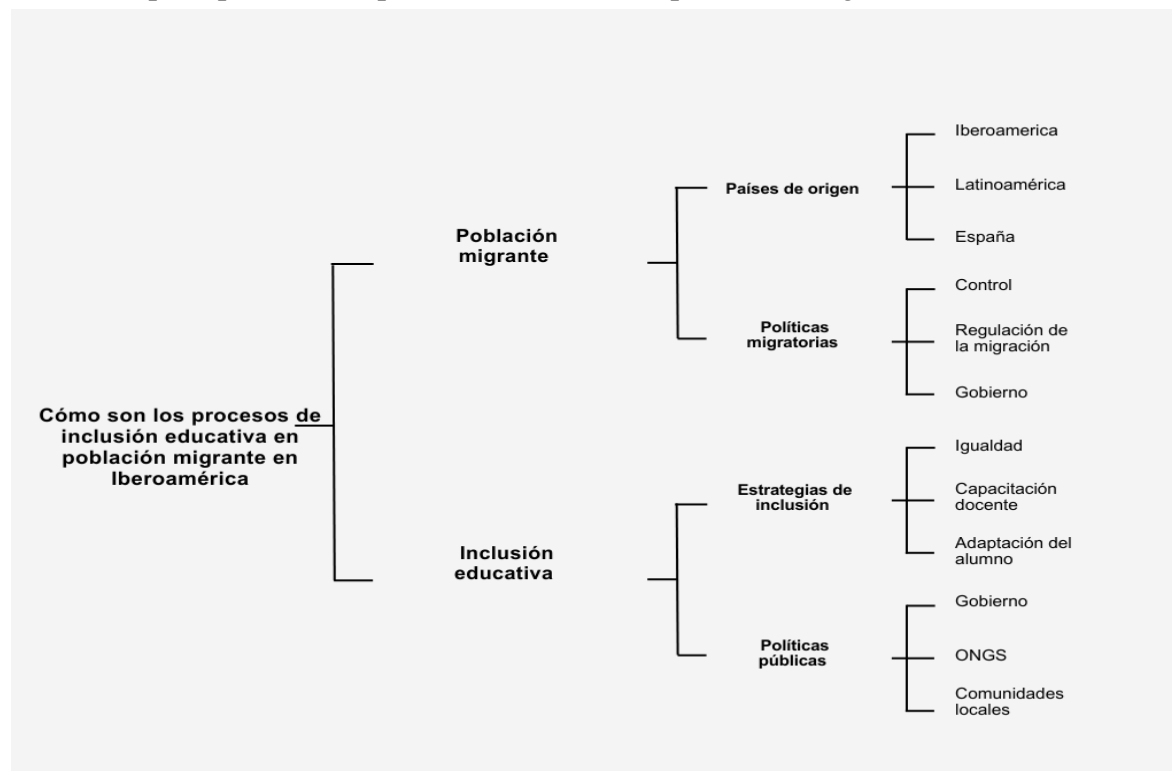 Cómo son los procesos de
inclusión educativa en
población migrante en
Iberoamérica
Población
migrante
Países de origen
Iberoamerica
Latinoamérica
España
Políticas
migratorias
Control
Regulación de
la migración
Gobierno
Inclusión
educativa
Estrategias de
inclusión
Igualdad
Capacitación
docente
Adaptación del
alumno
Políticas
públicas
Gobierno
ONGS
Comunidades
locales